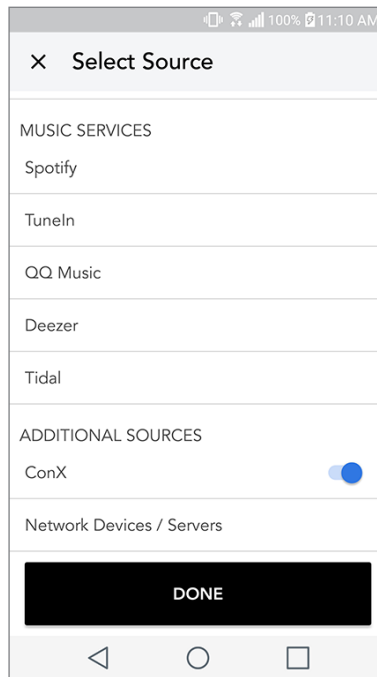 100% 11:10 AM
Select Source
MUSIC SERVICES
Spotify
TuneIn
QQ Music
Deezer
Tidal
ADDITIONAL SOURCES
ConX
Network Devices / Servers
DONE